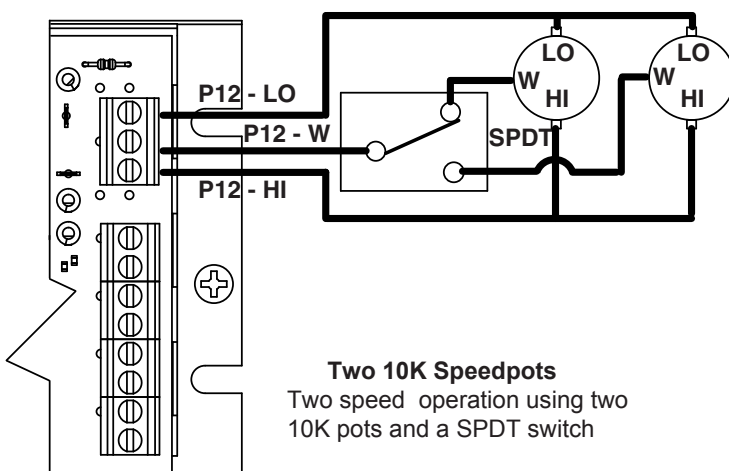 P12 - LO
P12 - W
P12 - HI
SPDT
LO
W
HI
LO
W
HI
Two 10K Speedpots
Two speed operation using two
10K pots and a SPDT switch